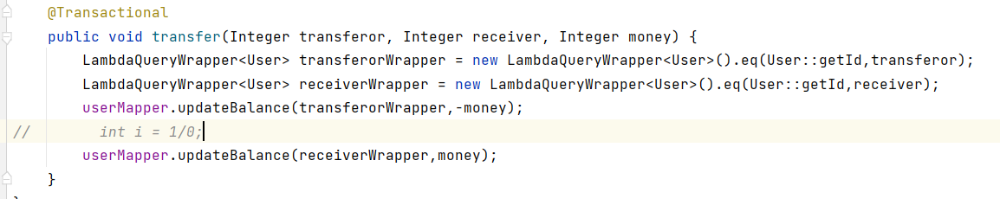 @Transactional
public void transfer(Integer transferor, Integer receiver, Integer money) {
LambdaQueryWrapper<User> transferorWrapper = new LambdaQueryWrapper<User>().eq(User::getId,transferor);
LambdaQueryWrapper<User> receiverWrapper = new LambdaQueryWrapper<User>().eq(User::getId,receiver);
userMapper.updateBalance(transferorWrapper,-money);
// int i = 1/0;
userMapper.updateBalance(receiverWrapper,money);
}